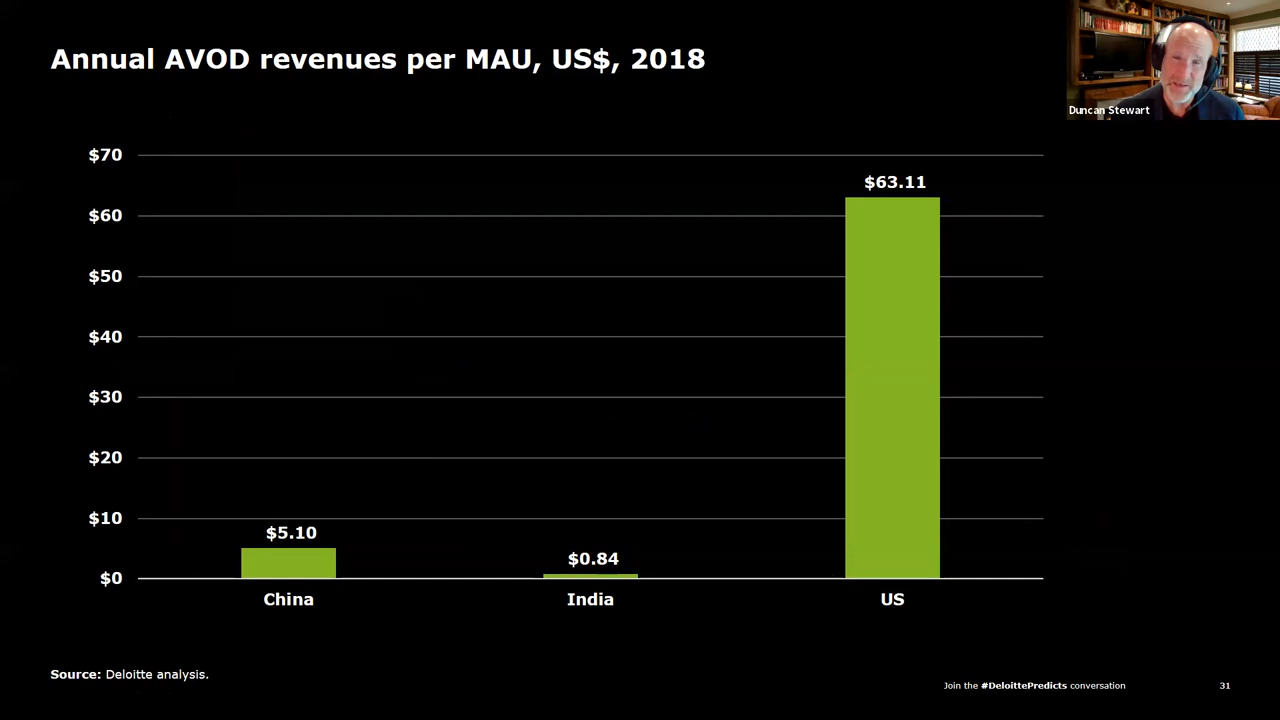 Annual AVOD revenues per MAU, US$, 2018
Duncan Stewart
$70
$63.11
$60
$50
$40
$30
$20
$10
$5.10
$0.84
$0
China India US
Source: Deloitte analysis.
Join the #DeloittePredicts conversation 31